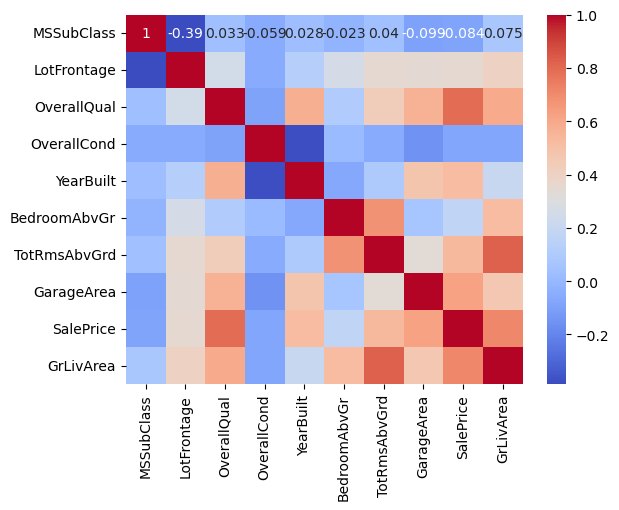 MSSubClass 1 -0.39 0.033 -0.059 0.028 -0.023 0.04 -0.099 -0.084 0.075
LotFrontage
OverallQual
OverallCond
YearBuilt
BedroomAbvGr
TotRmsAbvGrd
GarageArea
SalePrice
GrLivArea
MSSubClass
LotFrontage
OverallQual
OverallCond
YearBuilt
BedroomAbvGr
TotRmsAbvGrd
GarageArea
SalePrice
GrLivArea
1.0
0.8
0.6
0.4
0.2
0.0
−0.2